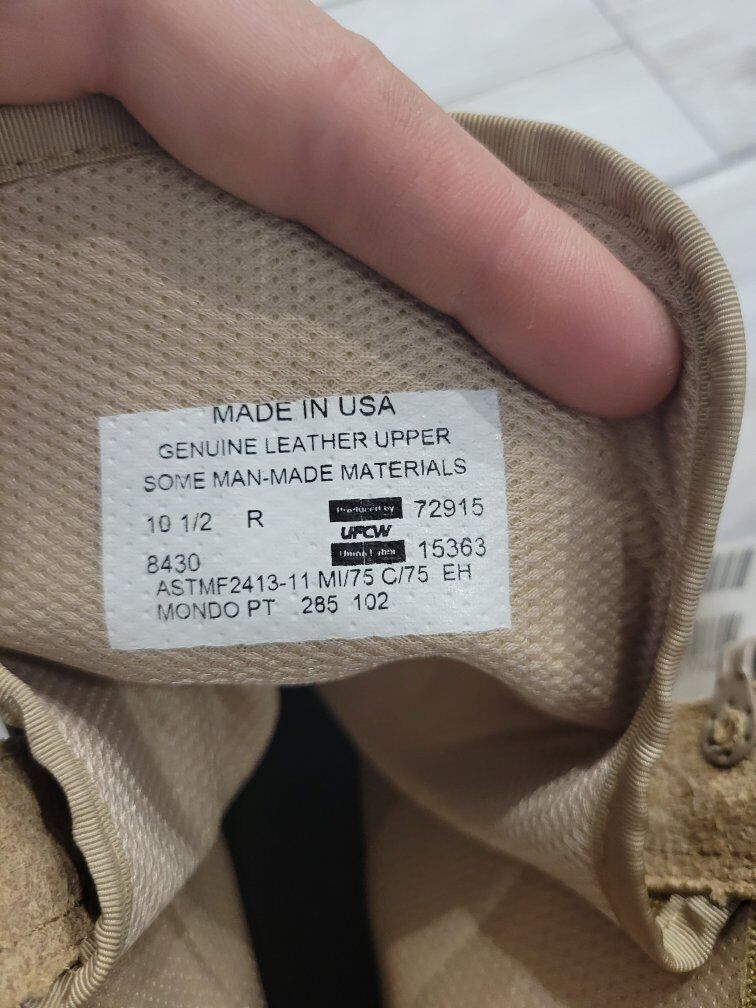 MADE IN USA
GENUINE LEATHER UPPER
SOME MAN-MADE MATERIALS
10 1/2 R
Produced by
72915
UFCW
8430
Union Labor
15363
ASTMF2413-11 MI/75 C/75 EH
MONDO PT 285 102